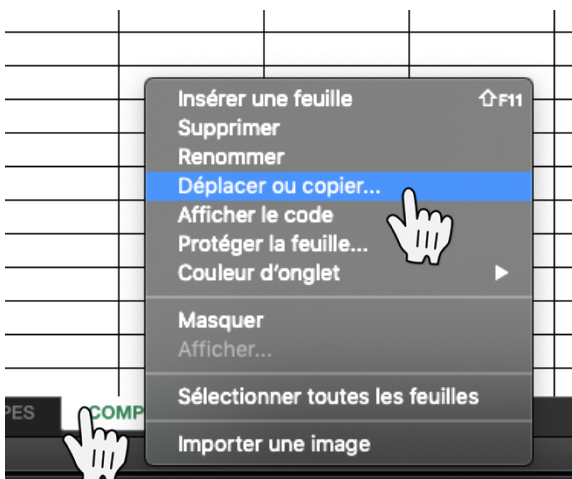 Insérer une feuille ⇧F11
Supprimer
Renommer
Déplacer ou copier...
Afficher le code
Protéger la feuille...
Couleur d'onglet ▶
Masquer
Afficher...
Sélectionner toutes les feuilles
Importer une image
PES COMP